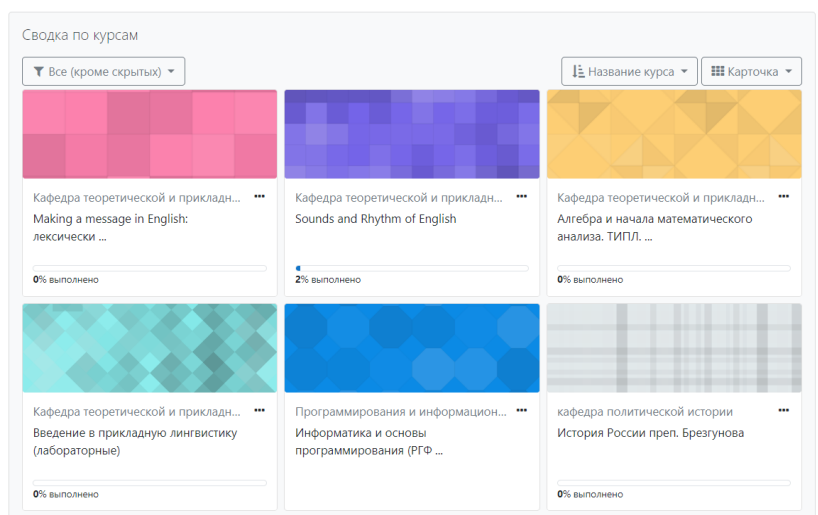 Сводка по курсам
Все (кроме скрытых)
Название курса
Карточка
Кафедра теоретической и прикладн...
Making a message in English:
лексически ...
0% выполнено
Кафедра теоретической и прикладн...
Sounds and Rhythm of English
2% выполнено
Кафедра теоретической и прикладн...
Алгебра и начала математического
анализа. ТИПЛ. ...
0% выполнено
Кафедра теоретической и прикладн...
Введение в прикладную лингвистику
(лабораторные)
0% выполнено
Программирования и информацион...
Информатика и основы
программирования (РГФ ...
кафедра политической истории
История России преп. Брезгунова
0% выполнено